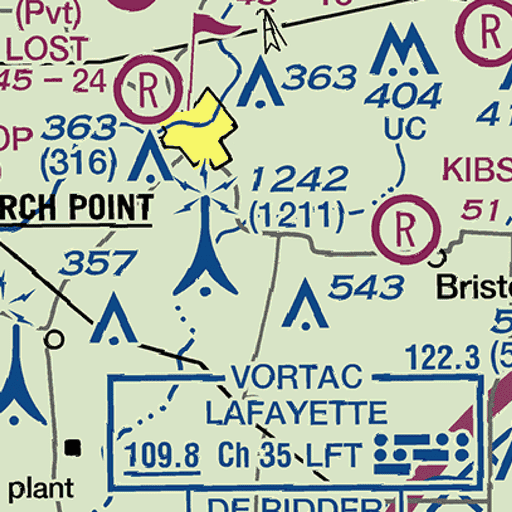 (Pvt)
LOST
45 - 24
R
363
404
UC
R
363
(316)
1242
(1211)
RCH POINT
KIBS
51
R
357
543
Brist
122.3 (5
VORTAC
LAFAYETTE
109.8 Ch 35 LFT
plant
DE RIDDER